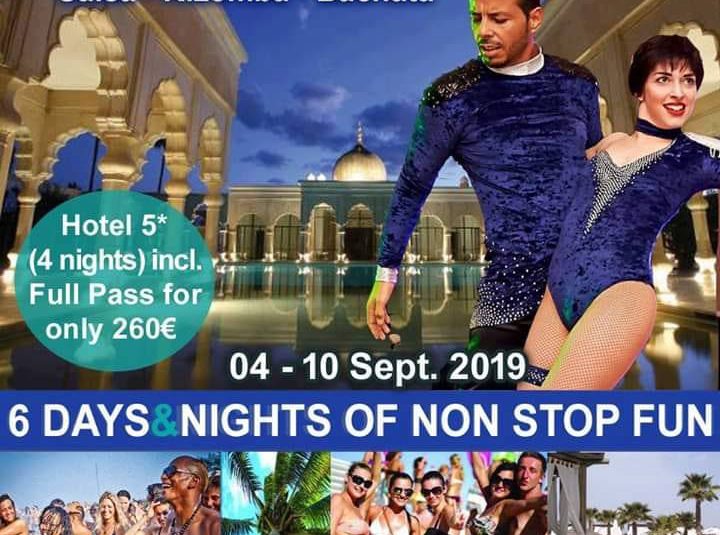 Salsa - Kizomba - Bachata
Hotel 5*
(4 nights) incl.
Full Pass for
only 260€
04 - 10 Sept. 2019
6 DAYS&NIGHTS OF NON STOP FUN